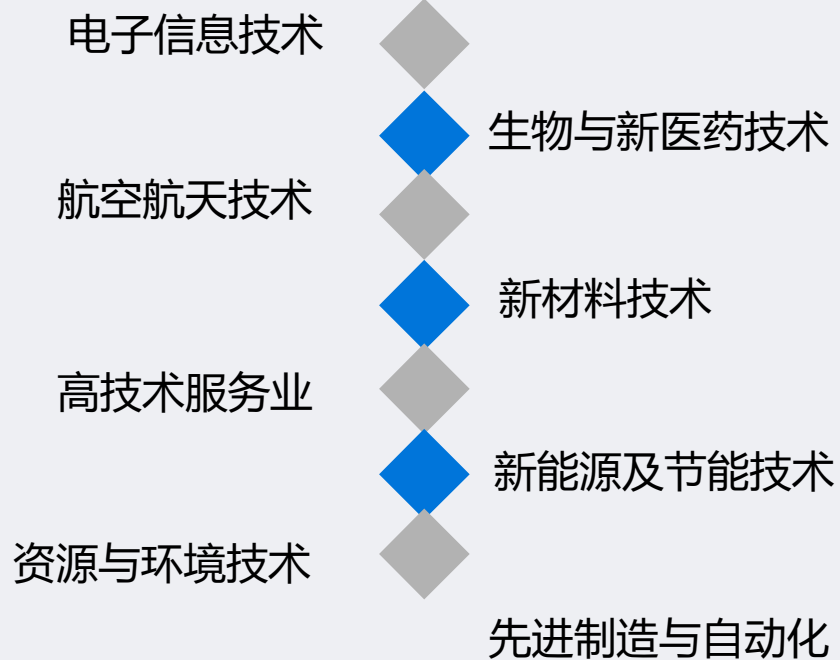 电子信息技术
生物与新医药技术
航空航天技术
新材料技术
高技术服务业
新能源及节能技术
资源与环境技术
先进制造与自动化